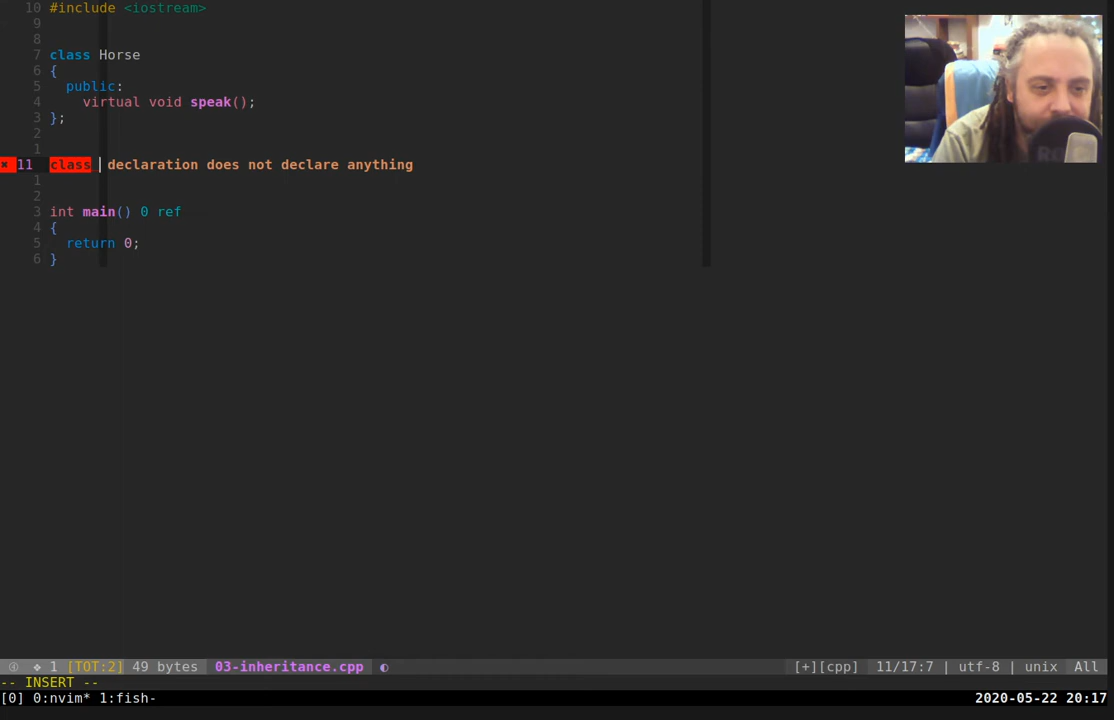 10 #include <iostream>
9
8
7 class Horse
6 {
5 public:
4 virtual void speak();
3 };
2
1
✖ 11 class declaration does not declare anything
1
2
3 int main() 0 ref
4 {
5 return 0;
6 }
④ ❖ 1 [TOT:2] 49 bytes 03-inheritance.cpp ◐ [+][cpp] 11/17:7 | utf-8 | unix All
-- INSERT --
[0] 0:nvim* 1:fish- 2020-05-22 20:17